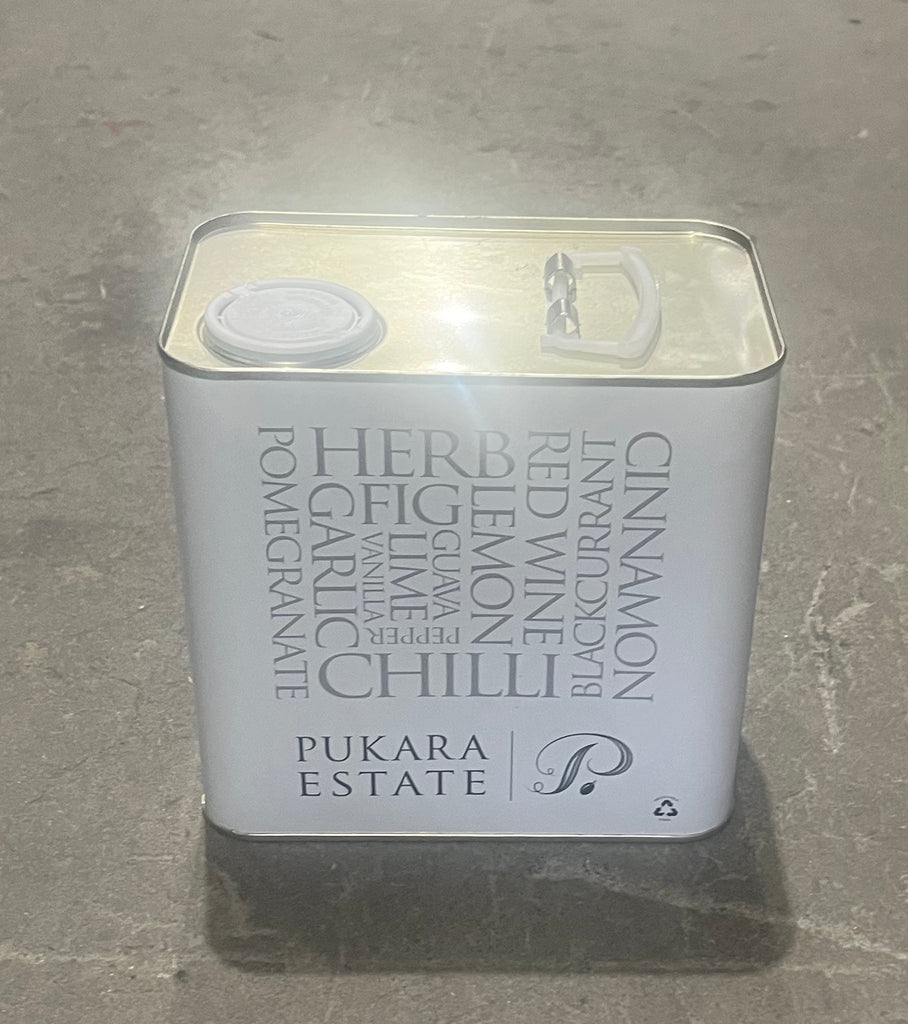 POMEGRANATE
HERB
GARLIC
FIG
VANILLA
LIME
GUAVA
PEPPER
LEMON
RED WINE
BLACKCURRANT
CINNAMON
CHILLI
PUKARA
ESTATE
P